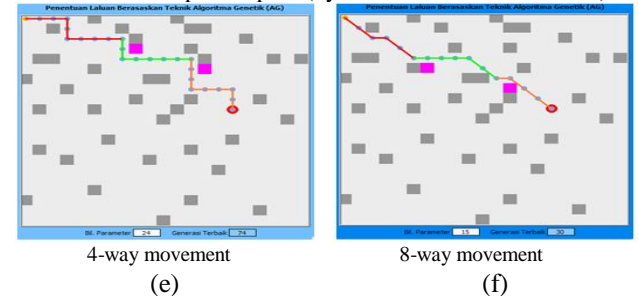 Penentuan Laluan Berasaskan Teknik Algoritma Genetik (AG)
Penentuan Laluan Berasaskan Teknik Algoritma Genetik (AG)
Bil. Parameter 24 Generasi Terbaik 74
Bil. Parameter 15 Generasi Terbaik 30
4-way movement
8-way movement
(e)
(f)